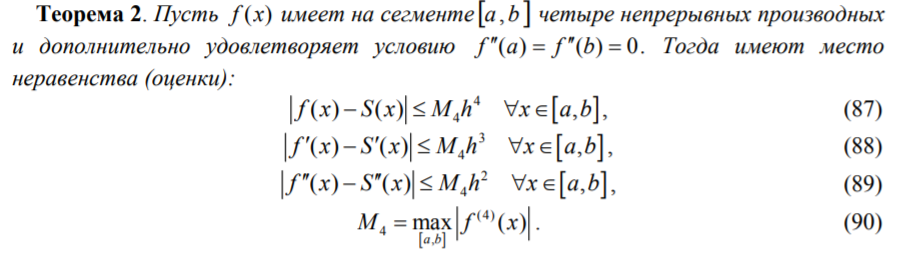 Теорема 2. Пусть f(x) имеет на сегменте [a,b] четыре непрерывных производных
и дополнительно удовлетворяет условию f″(a) = f″(b) = 0. Тогда имеют место
неравенства (оценки):
|f(x) − S(x)| ≤ M₄h⁴ ∀x ∈ [a,b], (87)
|f′(x) − S′(x)| ≤ M₄h³ ∀x ∈ [a,b], (88)
|f″(x) − S″(x)| ≤ M₄h² ∀x ∈ [a,b], (89)
M₄ = max_{[a,b]} |f⁽⁴⁾(x)|. (90)